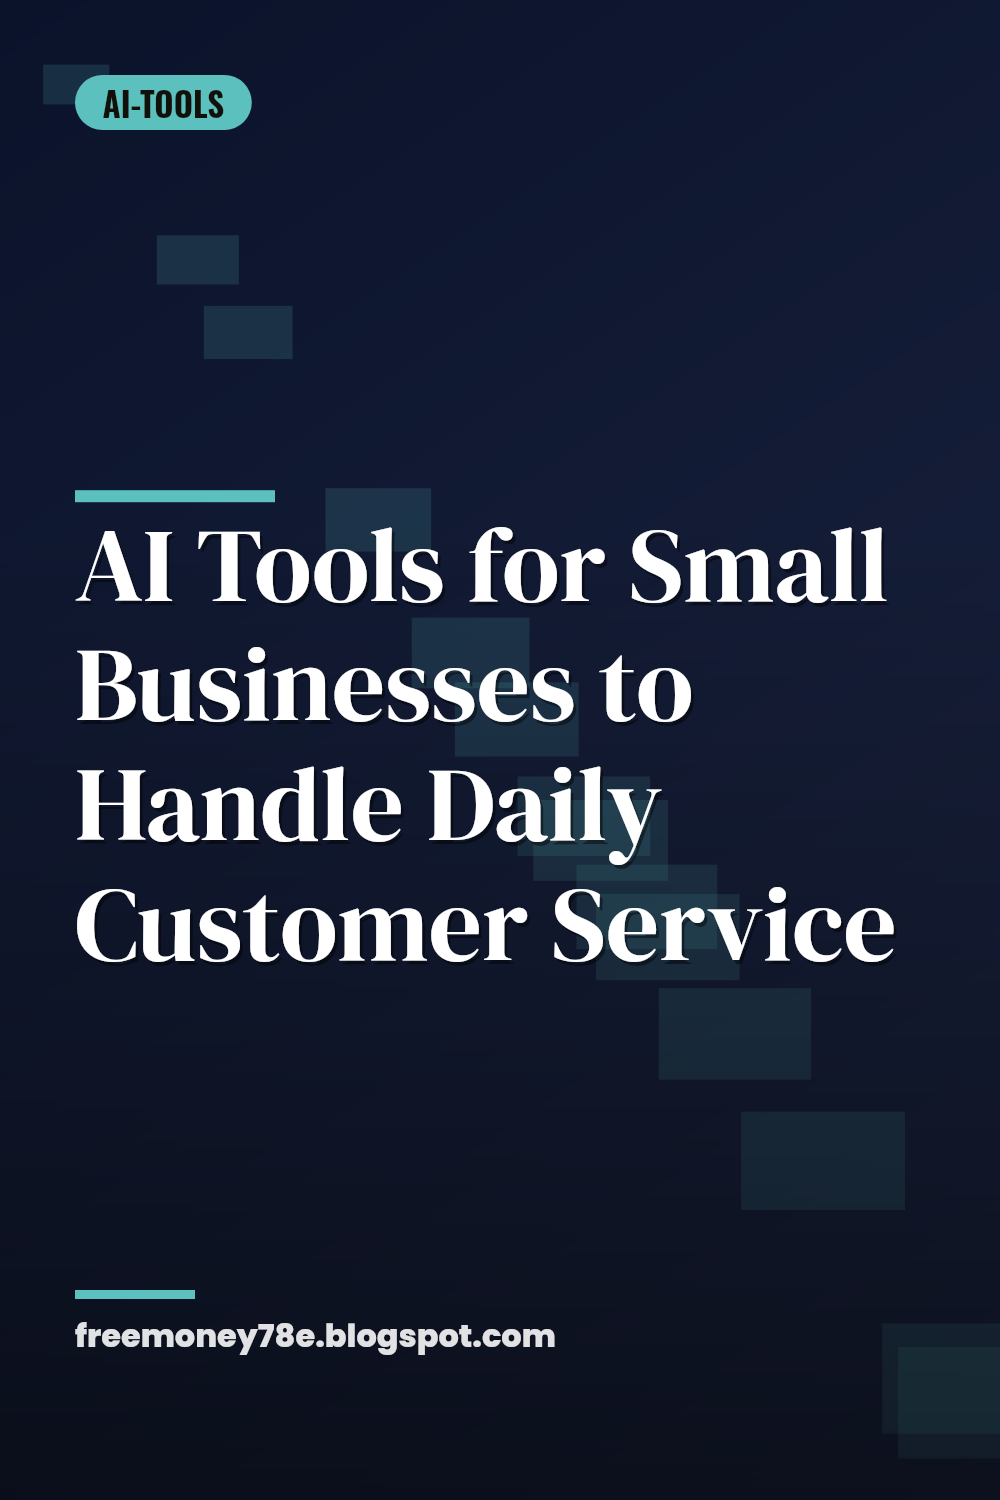 AI-TOOLS
AI Tools for Small
Businesses to
Handle Daily
Customer Service
freemoney78e.blogspot.com